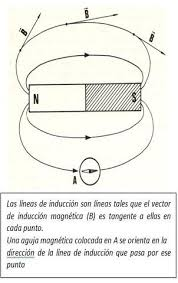 B
B
B
N
S
A
Las líneas de inducción son líneas tales que el vector
de inducción magnética (B) es tangente a ellos en
cada punto.
Una aguja magnética colocada en A se orienta en la
dirección de la línea de inducción que pasa por ese
punto